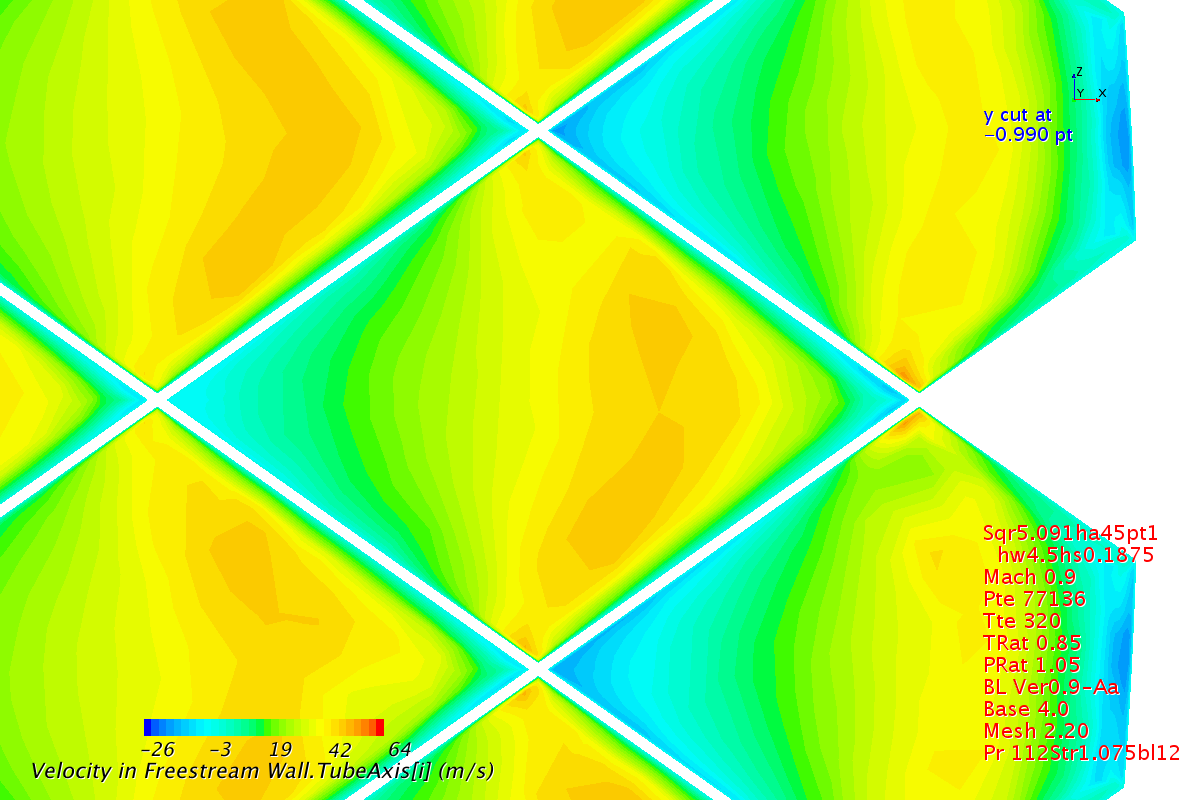 Z
Y X
y cut at
−0.990 pt
Sqr5.091ha45pt1
hw4.5hs0.1875
Mach 0.9
Pte 77136
Tte 320
TRat 0.85
PRat 1.05
BL Ver0.9−Aa
Base 4.0
Mesh 2.20
Pr 112Str1.075bl12
−26 −3 19 42 64
Velocity in Freestream Wall.TubeAxis[i] (m/s)